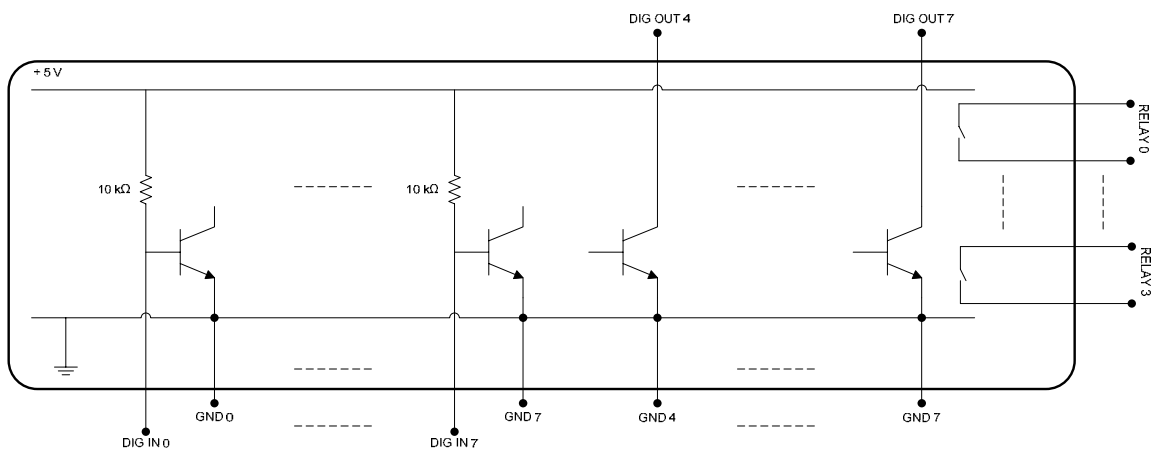 DIG OUT 4
DIG OUT 7
+5V
RELAY 0
10 kΩ
10 kΩ
RELAY 3
GND 0
GND 7
GND 4
GND 7
DIG IN 0
DIG IN 7